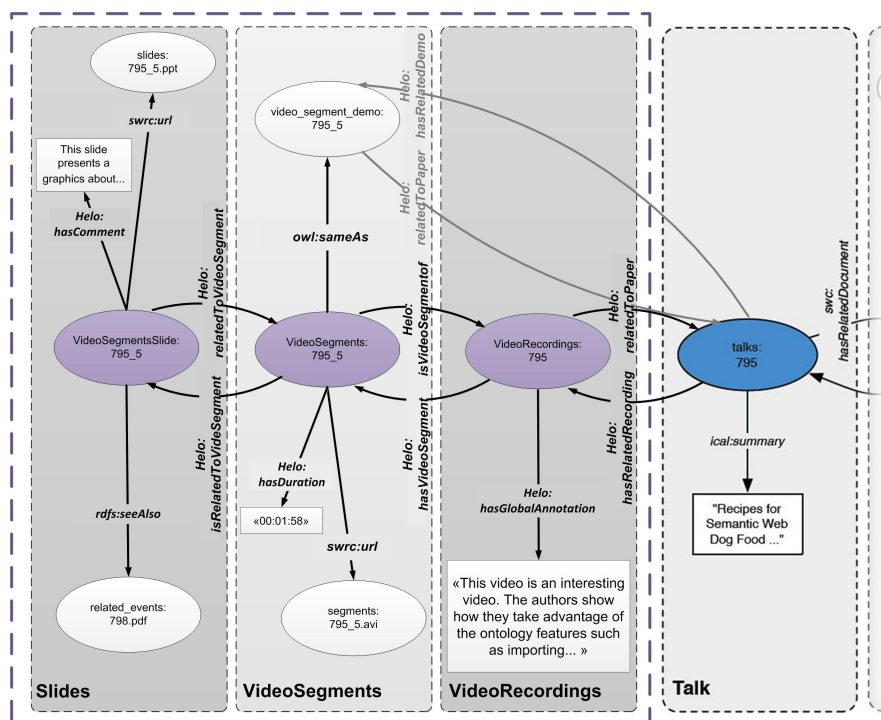 slides:
795_5.ppt
swrc:url
This slide
presents a
graphics about...
Helo:
hasComment
VideoSegmentsSlide:
795_5
rdfs:seeAlso
related_events:
798.pdf
Slides
Helo:
relatedToVideoSegment
Helo:
isRelatedToVideSegment
video_segment_demo:
795_5
owl:sameAs
VideoSegments:
795_5
Helo:
hasDuration
«00:01:58»
swrc:url
segments:
795_5.avi
VideoSegments
Helo:
hasRelatedDemo
Helo:
relatedToPaper
Helo:
isVideoSegmentof
Helo:
hasVideoSegment
VideoRecordings:
795
Helo:
hasGlobalAnnotation
«This video is an interesting
video. The authors show
how they take advantage of
the ontology features such
as importing... »
VideoRecordings
Helo:
relatedToPaper
Helo:
hasRelatedRecording
talks:
795
swc:
hasRelatedDocument
ical:summary
"Recipes for
Semantic Web
Dog Food ..."
Talk